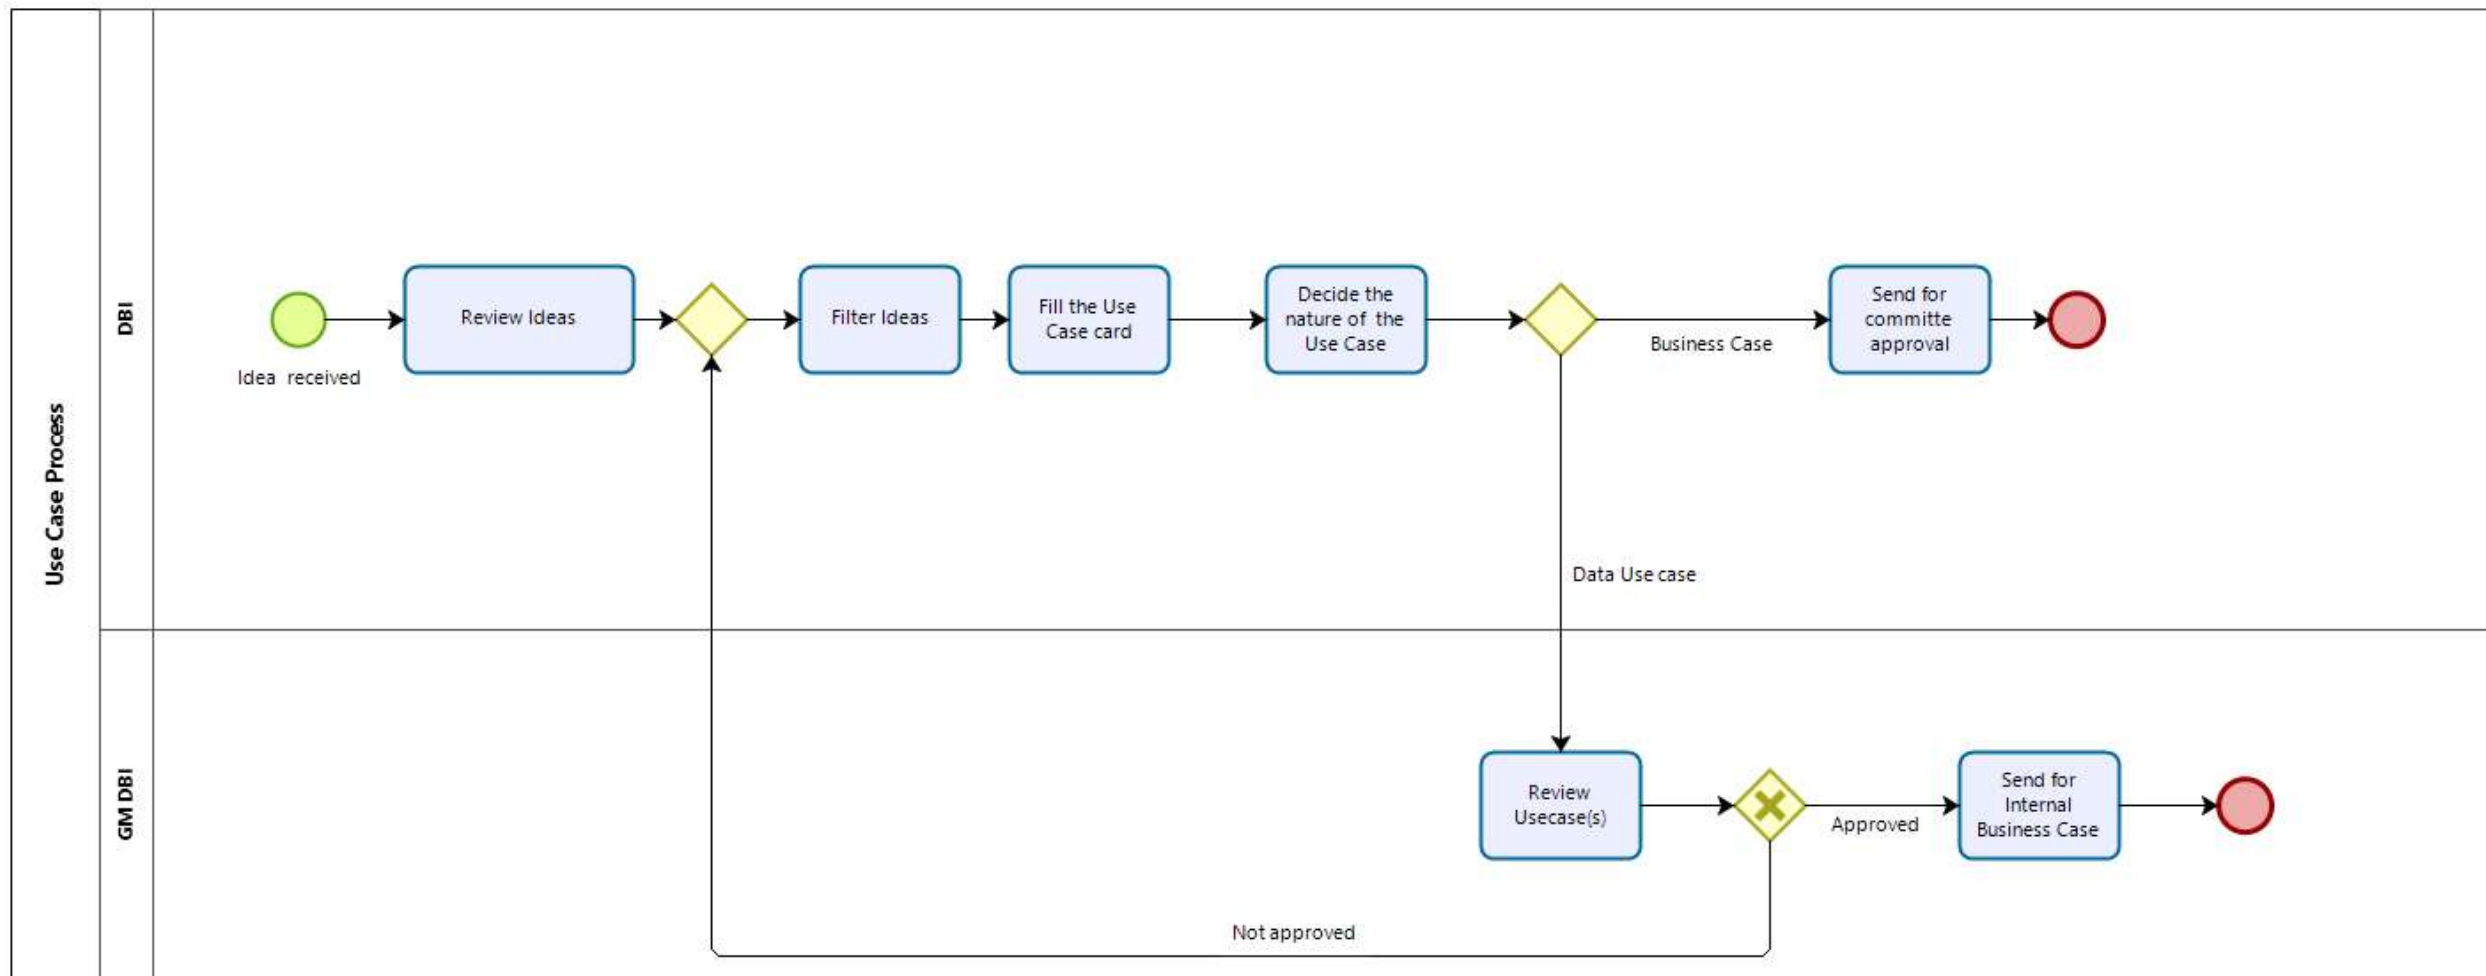 Use Case Process
DBI
Idea received
Review Ideas
Filter Ideas
Fill the Use
Case card
Decide the
nature of the
Use Case
Business Case
Send for
committe
approval
Data Use case
GM DBI
Review
Usecase(s)
Approved
Send for
Internal
Business Case
Not approved